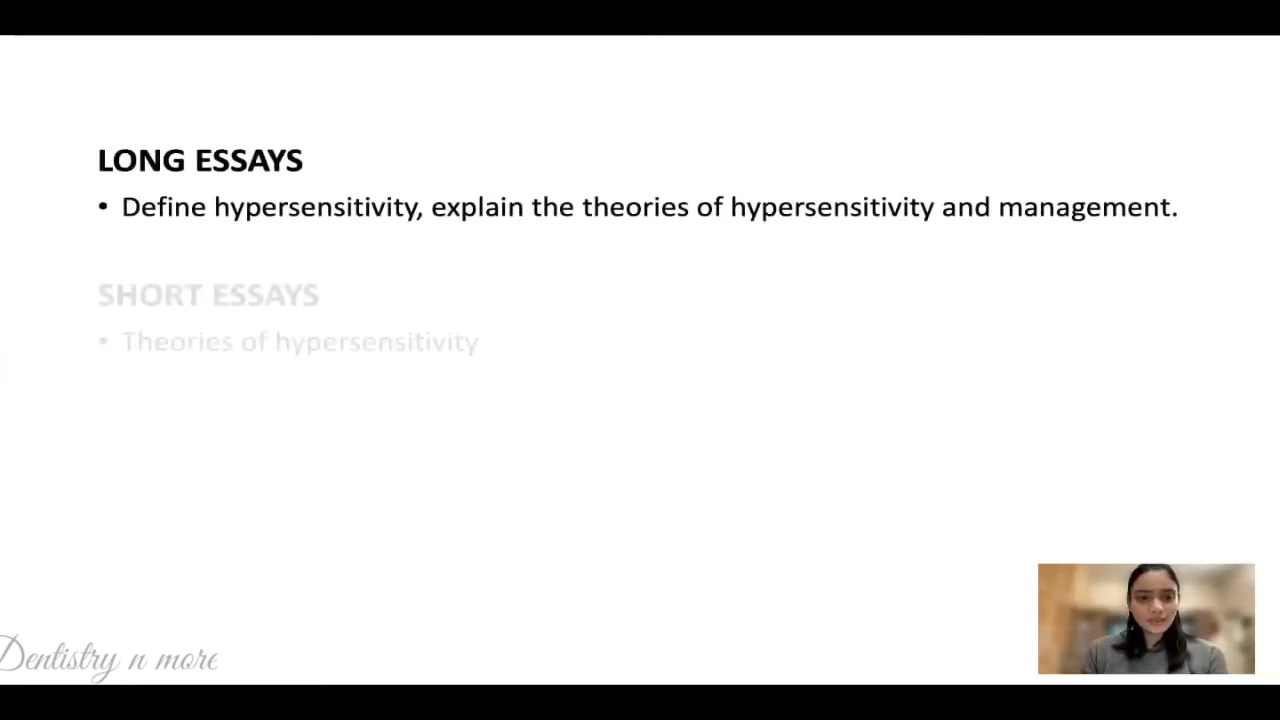 LONG ESSAYS
• Define hypersensitivity, explain the theories of hypersensitivity and management.
SHORT ESSAYS
• Theories of hypersensitivity
Dentistry n more